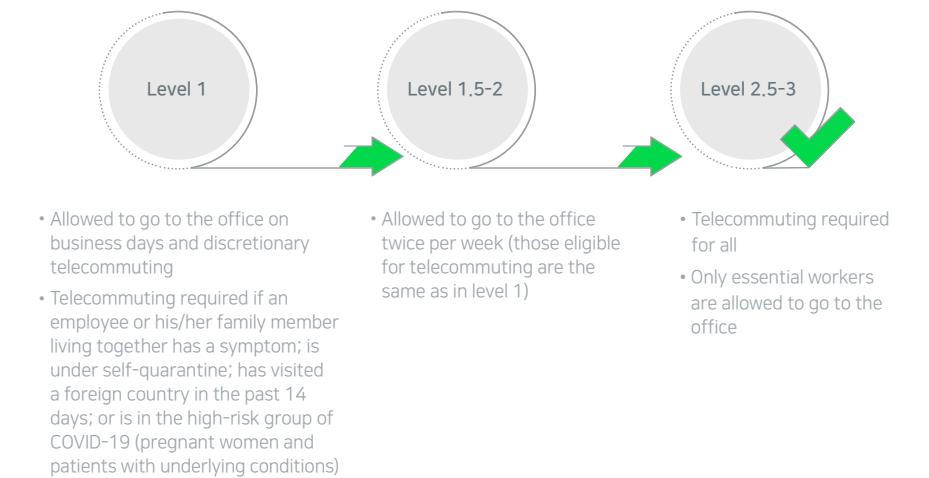 Level 1
Level 1.5-2
Level 2.5-3
• Allowed to go to the office on
business days and discretionary
telecommuting
• Telecommuting required if an
employee or his/her family member
living together has a symptom; is
under self-quarantine; has visited
a foreign country in the past 14
days; or is in the high-risk group of
COVID-19 (pregnant women and
patients with underlying conditions)
• Allowed to go to the office
twice per week (those eligible
for telecommuting are the
same as in level 1)
• Telecommuting required
for all
• Only essential workers
are allowed to go to the
office